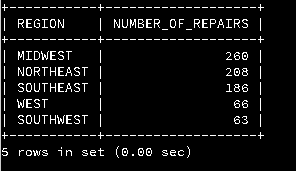 +-----------+-------------------+
| REGION    | NUMBER_OF_REPAIRS |
+-----------+-------------------+
| MIDWEST   |               260 |
| NORTHEAST |               208 |
| SOUTHEAST |               186 |
| WEST      |                66 |
| SOUTHWEST |                63 |
+-----------+-------------------+
5 rows in set (0.00 sec)